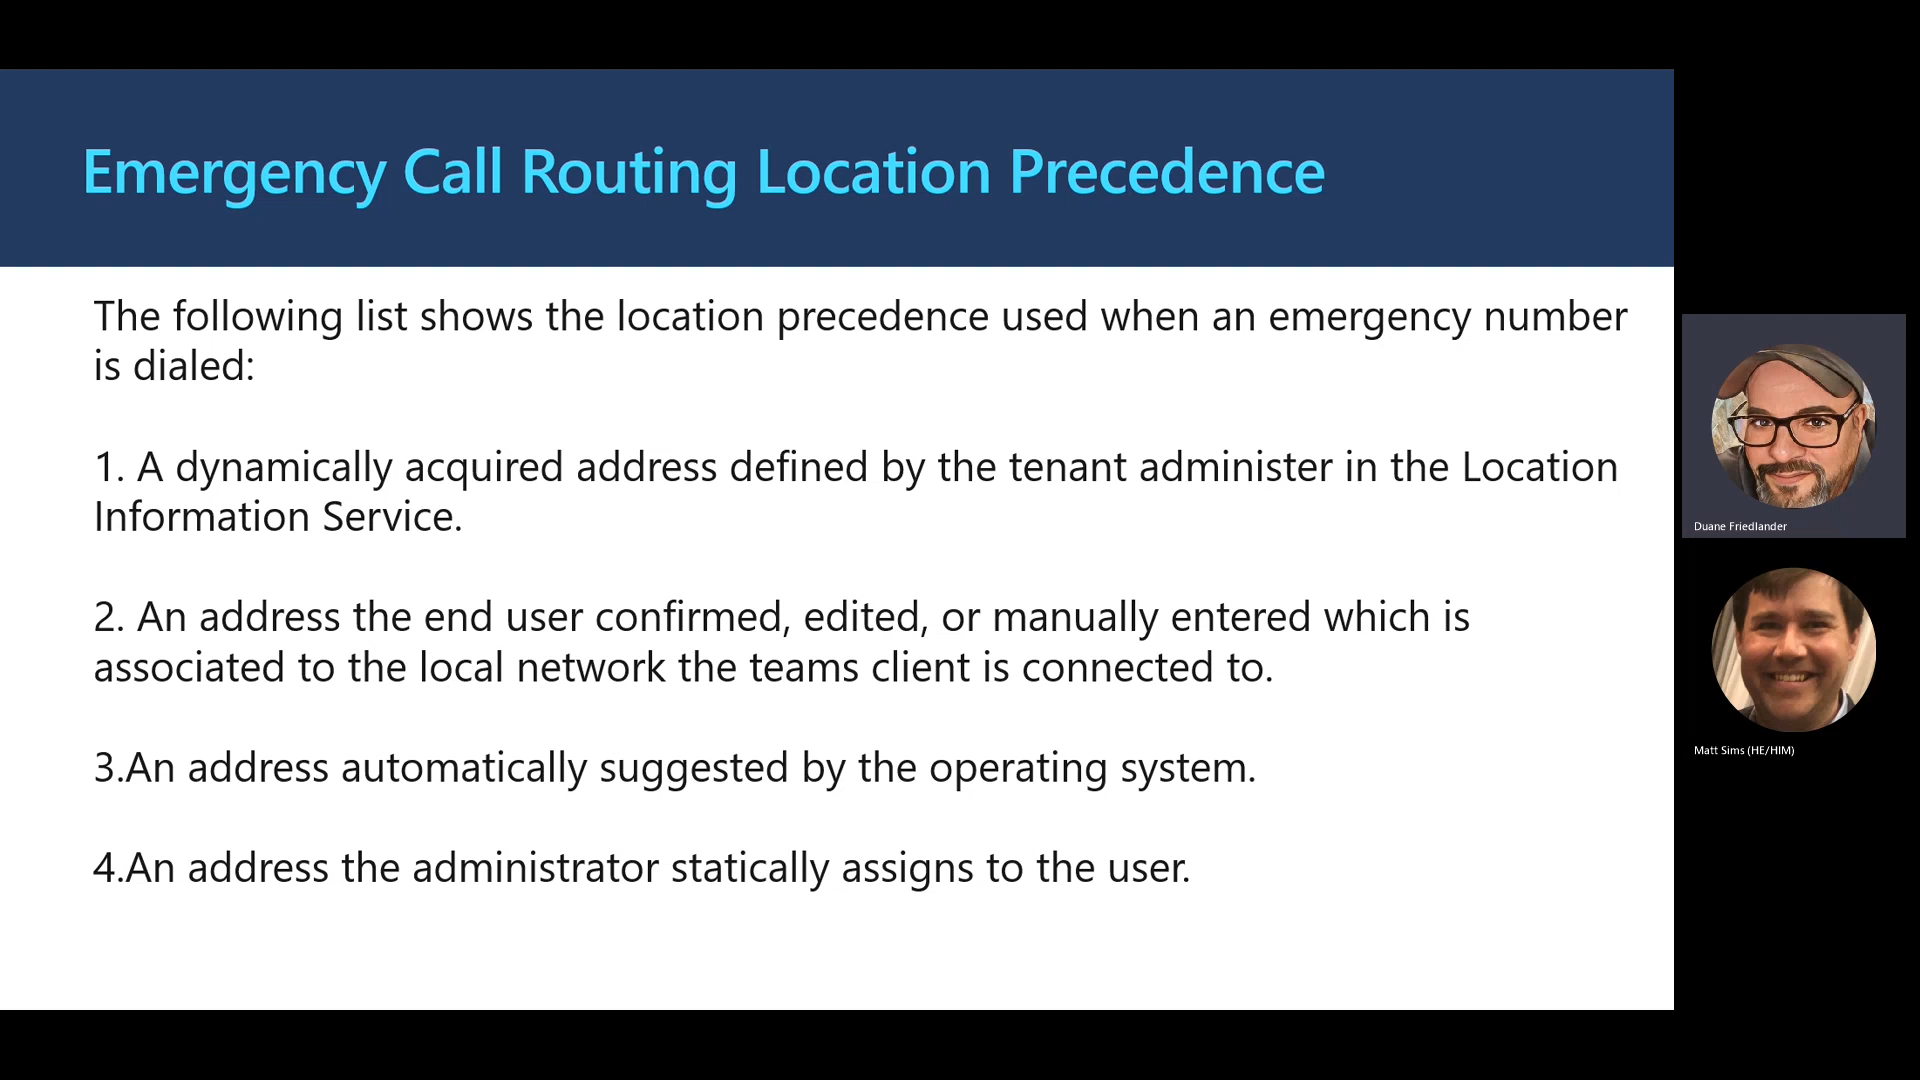 Emergency Call Routing Location Precedence
The following list shows the location precedence used when an emergency number
is dialed:
1. A dynamically acquired address defined by the tenant administer in the Location
Information Service.
2. An address the end user confirmed, edited, or manually entered which is
associated to the local network the teams client is connected to.
3.An address automatically suggested by the operating system.
4.An address the administrator statically assigns to the user.
Duane Friedlander
Matt Sims (HE/HIM)